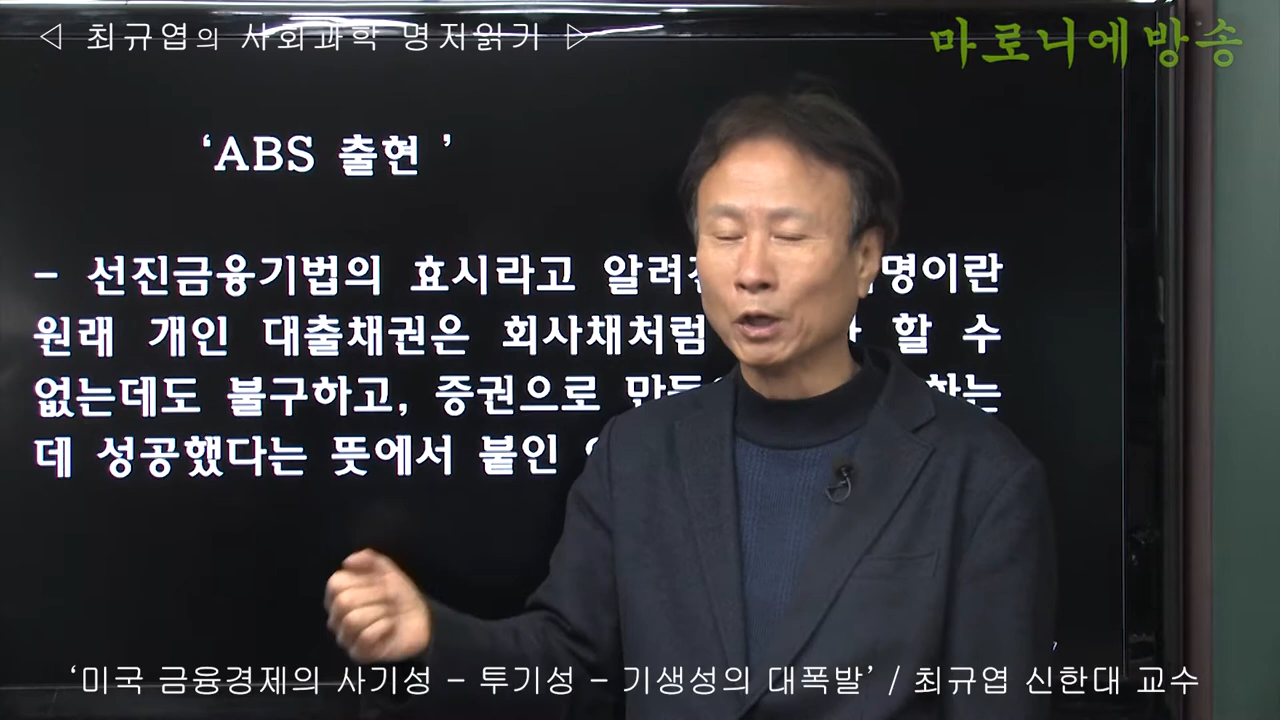 ◁ 최규엽의 사회과학 명저읽기 ▷
마로니에방송
‘ABS 출현 ’
- 선진금융기법의 효시라고 명이란
원래 개인 대출채권은 회사채처럼 할 수
없는데도 불구하고, 증권으로
데 성공했다는 뜻에서 붙인
‘미국 금융경제의 사기성 - 투기성 - 기생성의 대폭발’ / 최규엽 신한대 교수